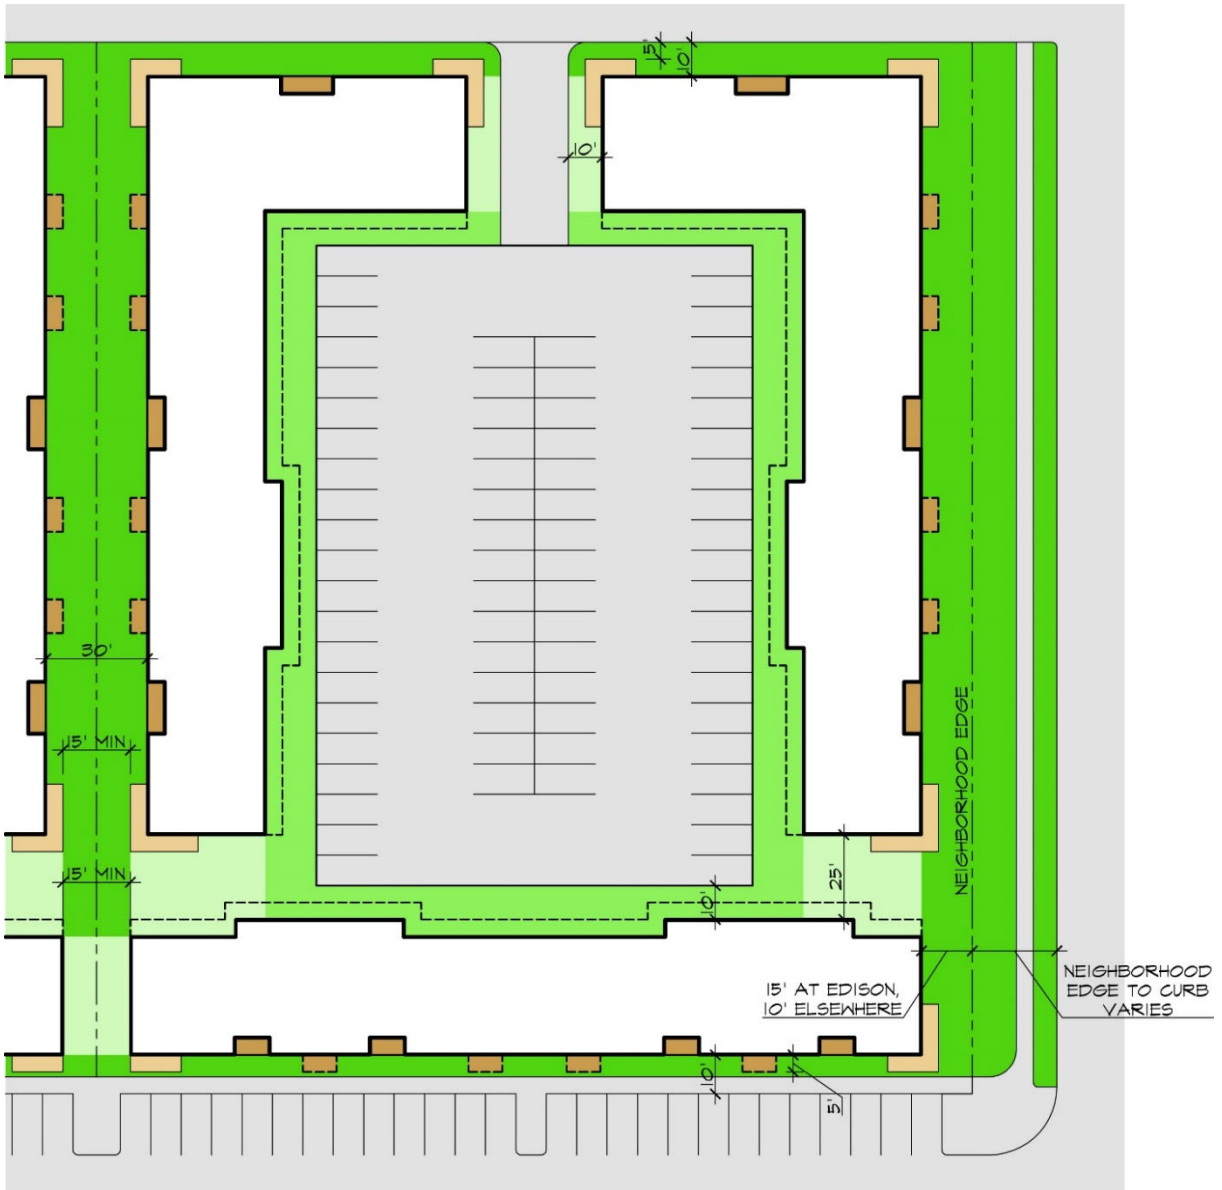 5'
10'
10'
30'
15' MIN
15' MIN
25'
10'
NEIGHBORHOOD EDGE
15' AT EDISON,
10' ELSEWHERE
NEIGHBORHOOD
EDGE TO CURB
VARIES
10'
5'